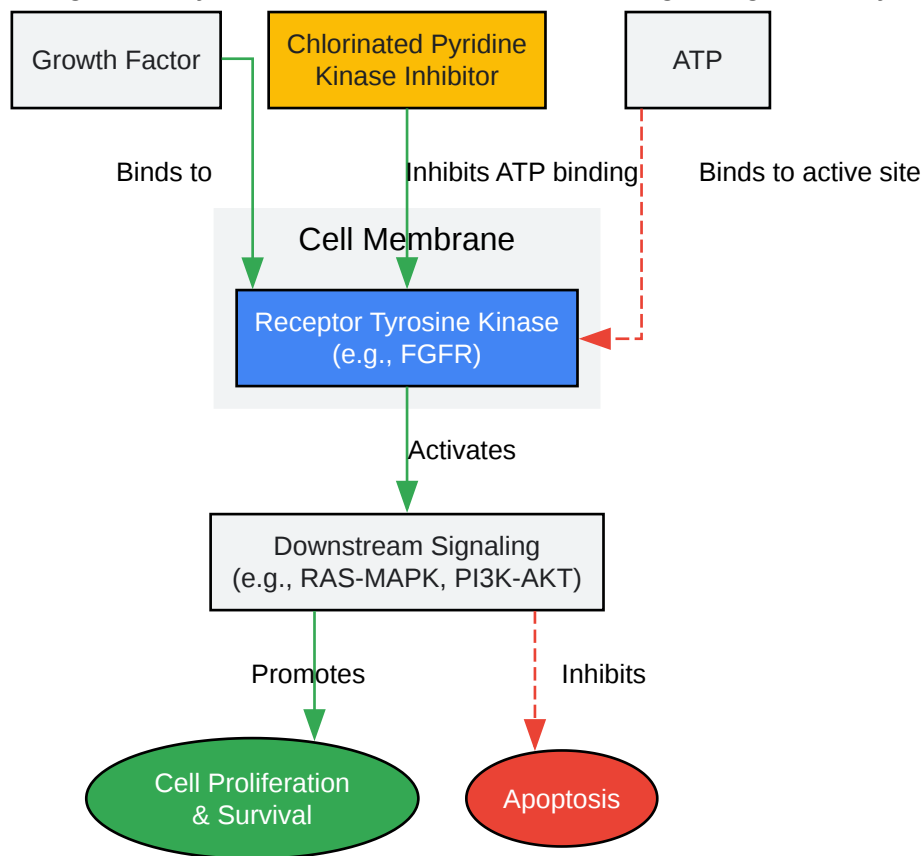 Growth Factor
Chlorinated Pyridine
Kinase Inhibitor
ATP
Binds to
Inhibits ATP binding
Binds to active site
Cell Membrane
Receptor Tyrosine Kinase
(e.g., FGFR)
Activates
Downstream Signaling
(e.g., RAS-MAPK, PI3K-AKT)
Promotes
Inhibits
Cell Proliferation
& Survival
Apoptosis